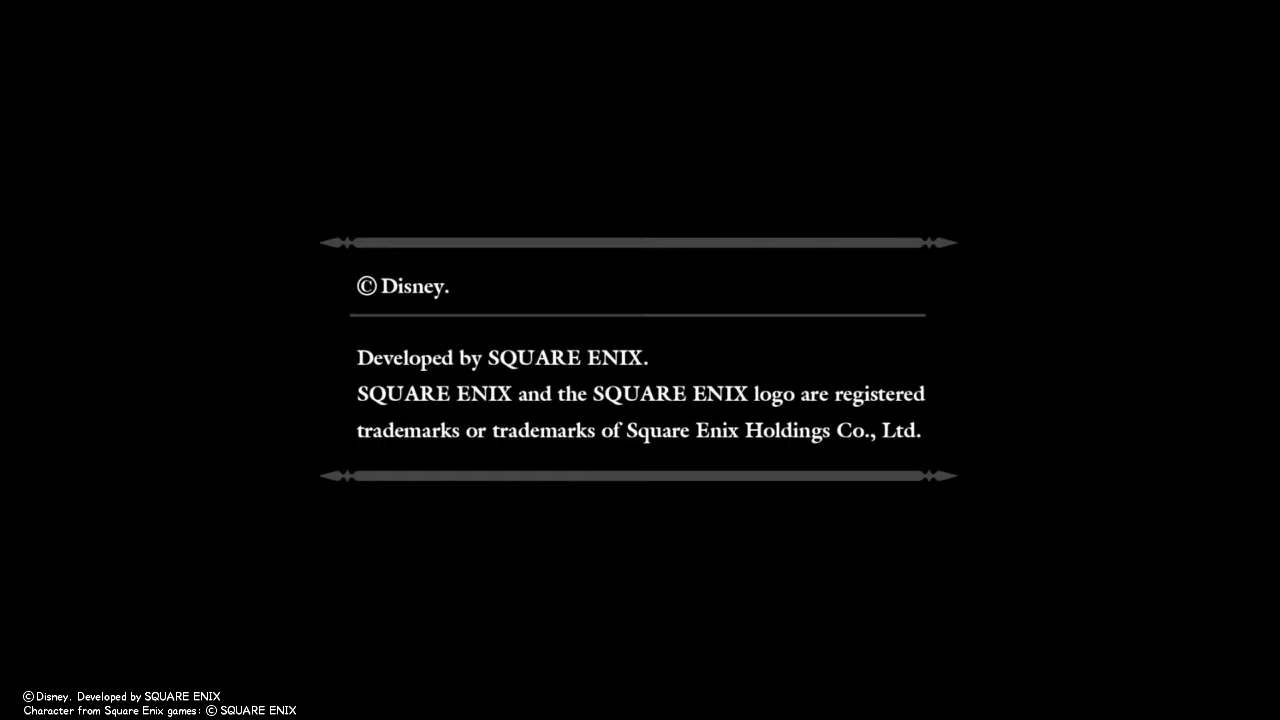 © Disney.
Developed by SQUARE ENIX.
SQUARE ENIX and the SQUARE ENIX logo are registered
trademarks or trademarks of Square Enix Holdings Co., Ltd.
© Disney. Developed by SQUARE ENIX
Character from Square Enix games: © SQUARE ENIX